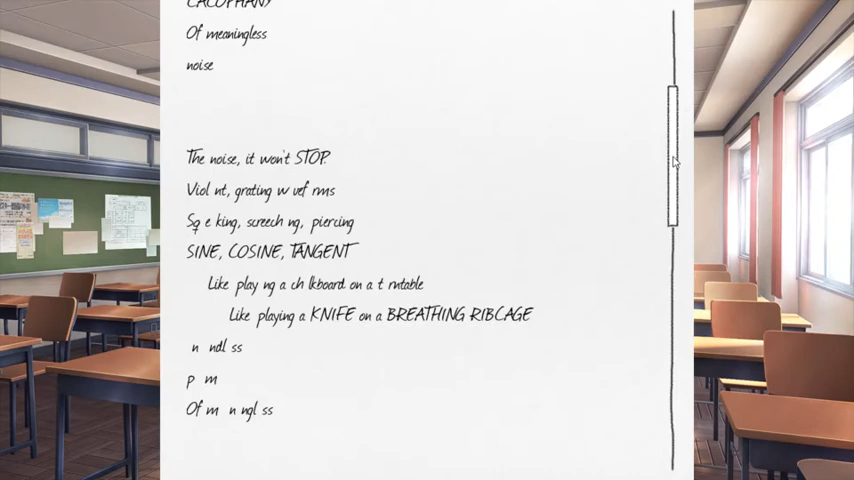 CACOPHANY
Of meaningless
noise
The noise, it won't STOP.
Viol nt, grating w vef rms
Sq e king, screech ng, piercing
SINE, COSINE, TANGENT
Like play ng a ch lkboard on a t rntable
Like playing a KNIFE on a BREATHING RIBCAGE
n ndl ss
p m
Of m n ngl ss